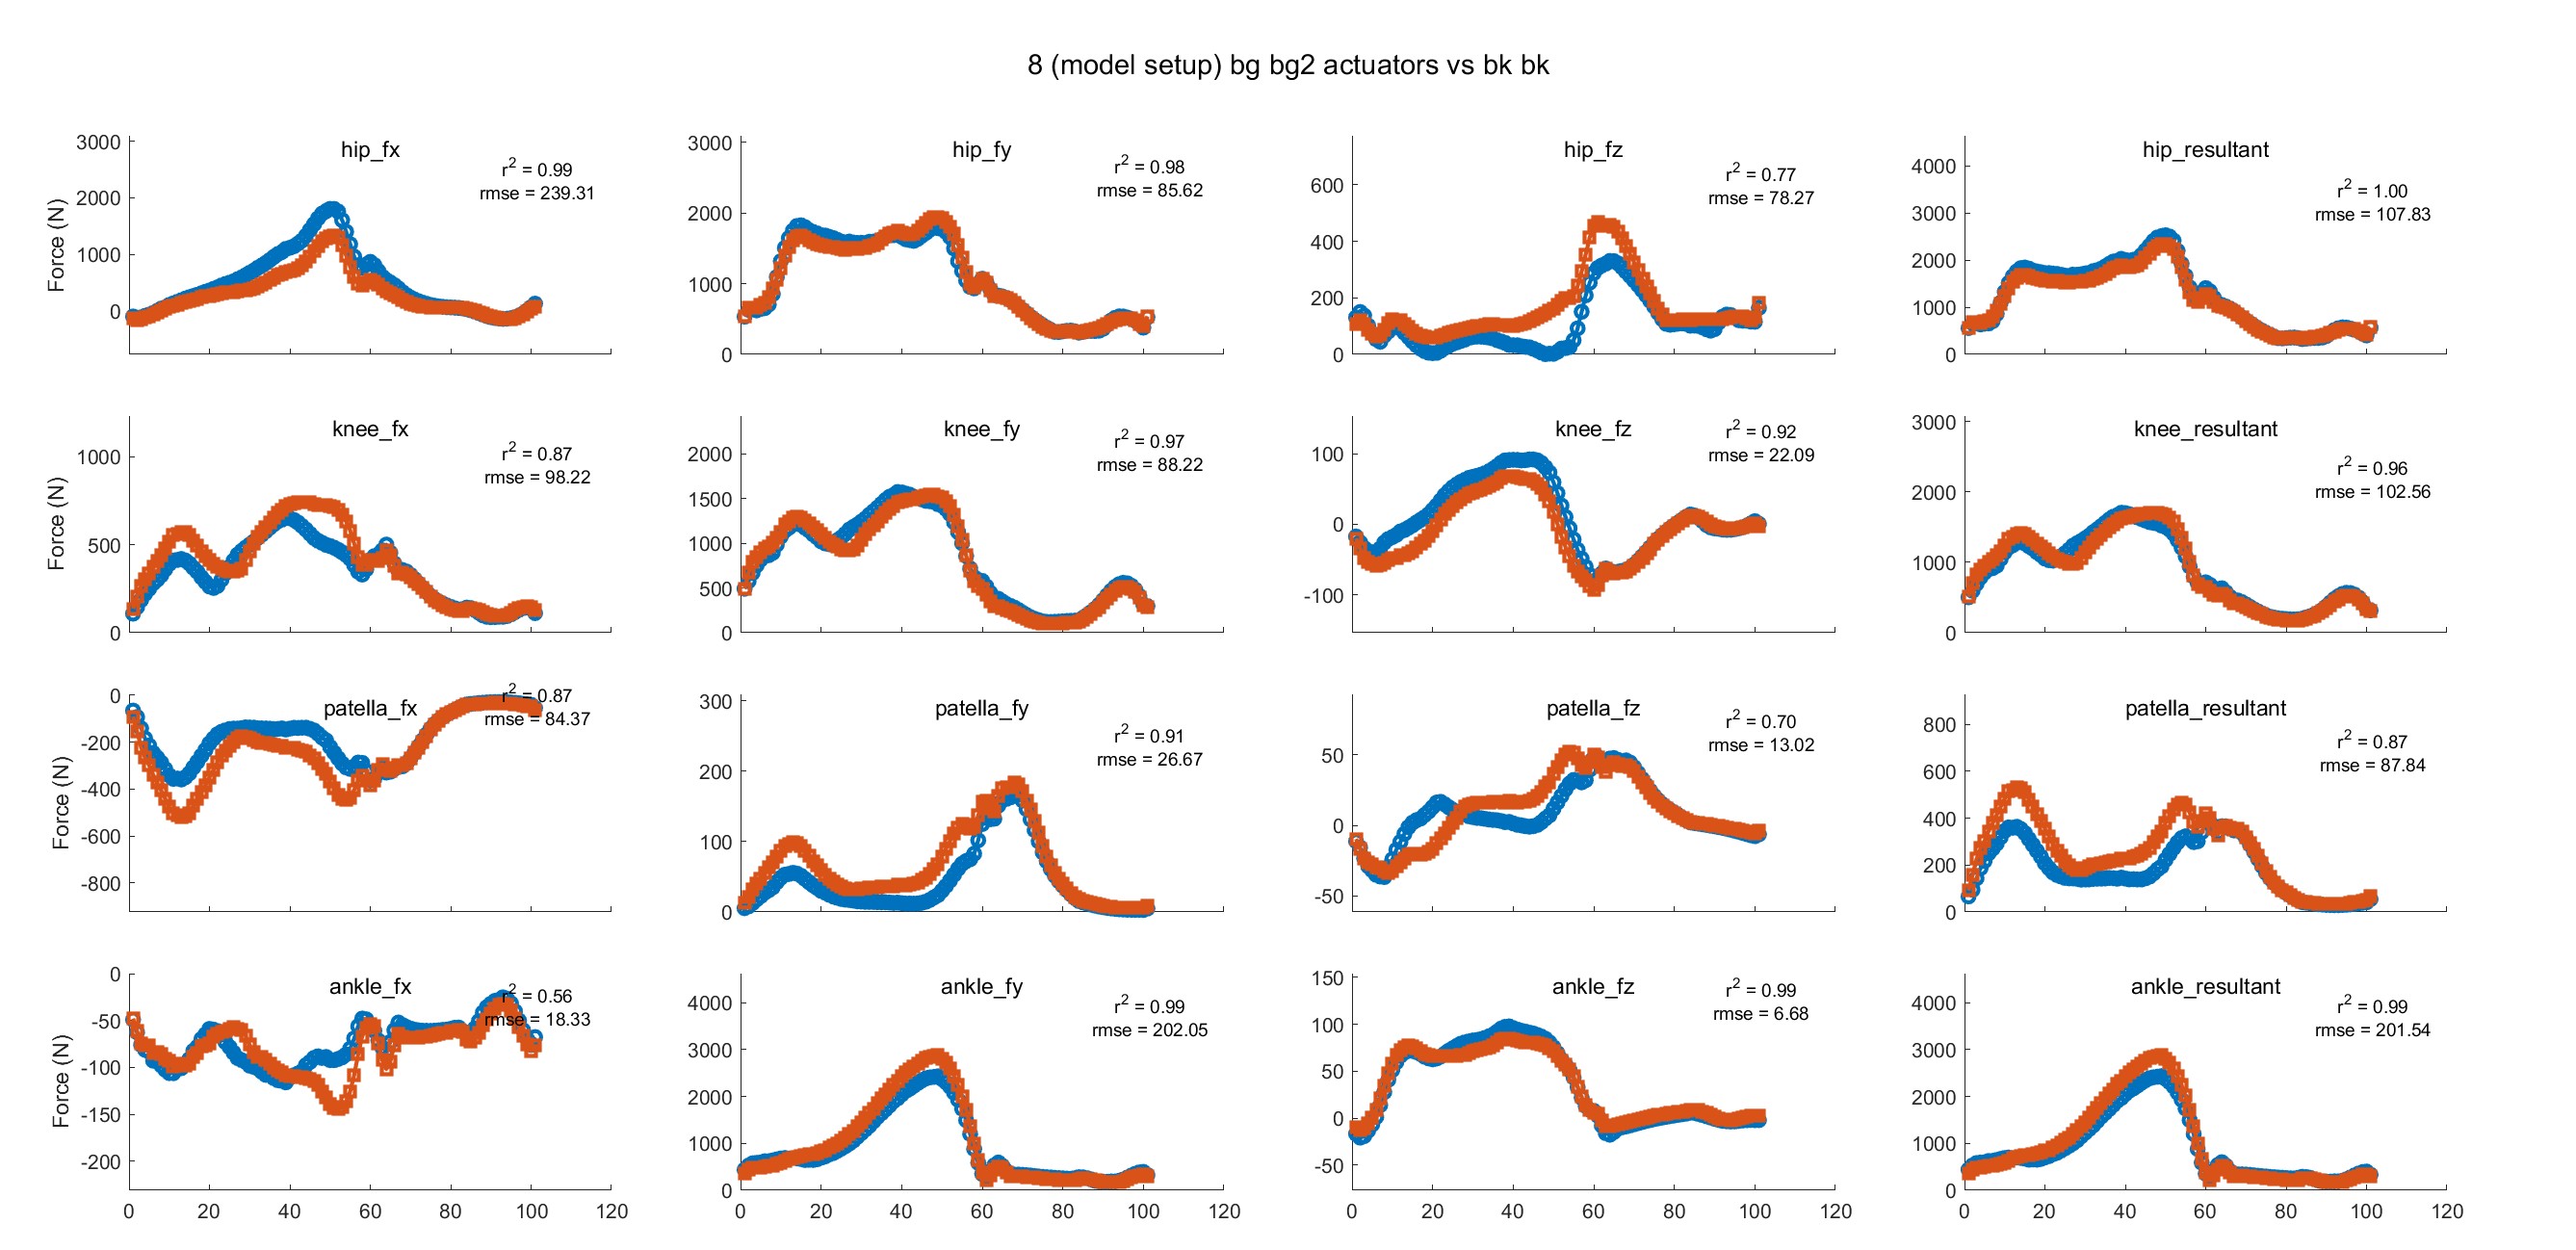 8 (model setup) bg bg2 actuators vs bk bk
3000
2000
1000
0
Force (N)
hip_fx
r2 = 0.99
rmse = 239.31
3000
2000
1000
0
hip_fy
r2 = 0.98
rmse = 85.62
600
400
200
0
hip_fz
r2 = 0.77
rmse = 78.27
4000
3000
2000
1000
0
hip_resultant
r2 = 1.00
rmse = 107.83
1000
500
0
Force (N)
knee_fx
r2 = 0.87
rmse = 98.22
2000
1500
1000
500
0
knee_fy
r2 = 0.97
rmse = 88.22
100
0
-100
knee_fz
r2 = 0.92
rmse = 22.09
3000
2000
1000
0
knee_resultant
r2 = 0.96
rmse = 102.56
0
-200
-400
-600
-800
Force (N)
patella_fx
r2 = 0.87
rmse = 84.37
300
200
100
0
patella_fy
r2 = 0.91
rmse = 26.67
50
0
-50
patella_fz
r2 = 0.70
rmse = 13.02
800
600
400
200
0
patella_resultant
r2 = 0.87
rmse = 87.84
0
-50
-100
-150
-200
Force (N)
ankle_fx
r2 = 0.56
rmse = 18.33
0 20 40 60 80 100 120
4000
3000
2000
1000
0
ankle_fy
r2 = 0.99
rmse = 202.05
0 20 40 60 80 100 120
150
100
50
0
-50
ankle_fz
r2 = 0.99
rmse = 6.68
0 20 40 60 80 100 120
4000
3000
2000
1000
0
ankle_resultant
r2 = 0.99
rmse = 201.54
0 20 40 60 80 100 120